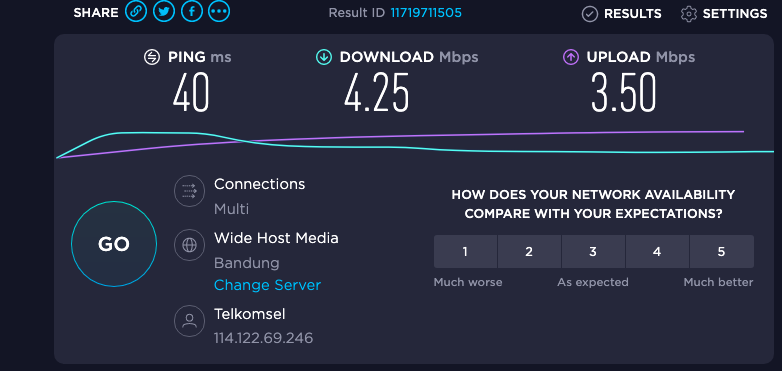 SHARE
Result ID 11719711505
RESULTS
SETTINGS
PING ms
40
DOWNLOAD Mbps
4.25
UPLOAD Mbps
3.50
GO
Connections
Multi
Wide Host Media
Bandung
Change Server
Telkomsel
114.122.69.246
HOW DOES YOUR NETWORK AVAILABILITY
COMPARE WITH YOUR EXPECTATIONS?
1 2 3 4 5
Much worse As expected Much better